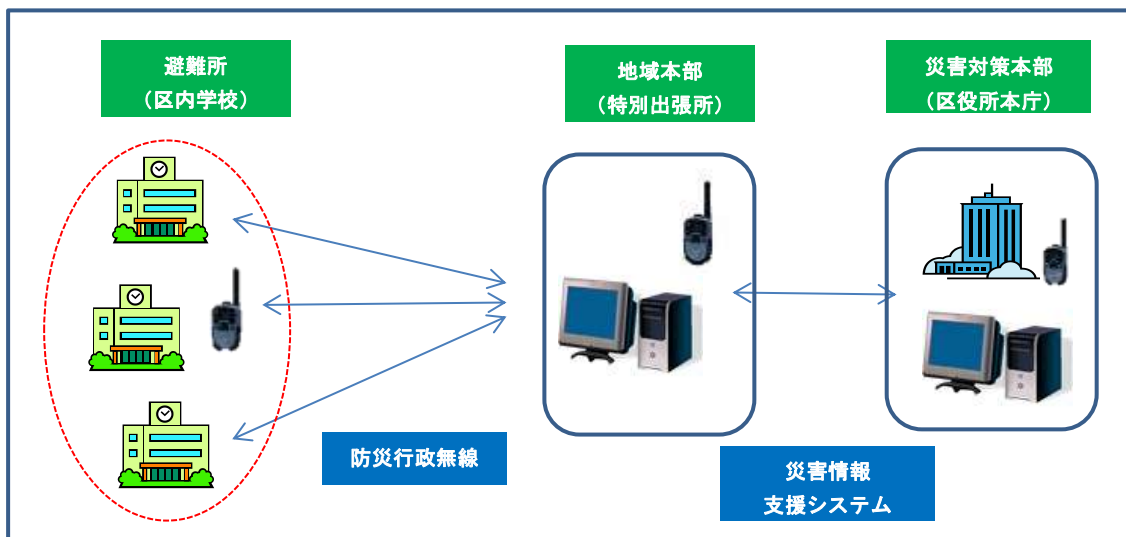 避難所
（区内学校）
地域本部
（特別出張所）
災害対策本部
（区役所本庁）
防災行政無線
災害情報
支援システム